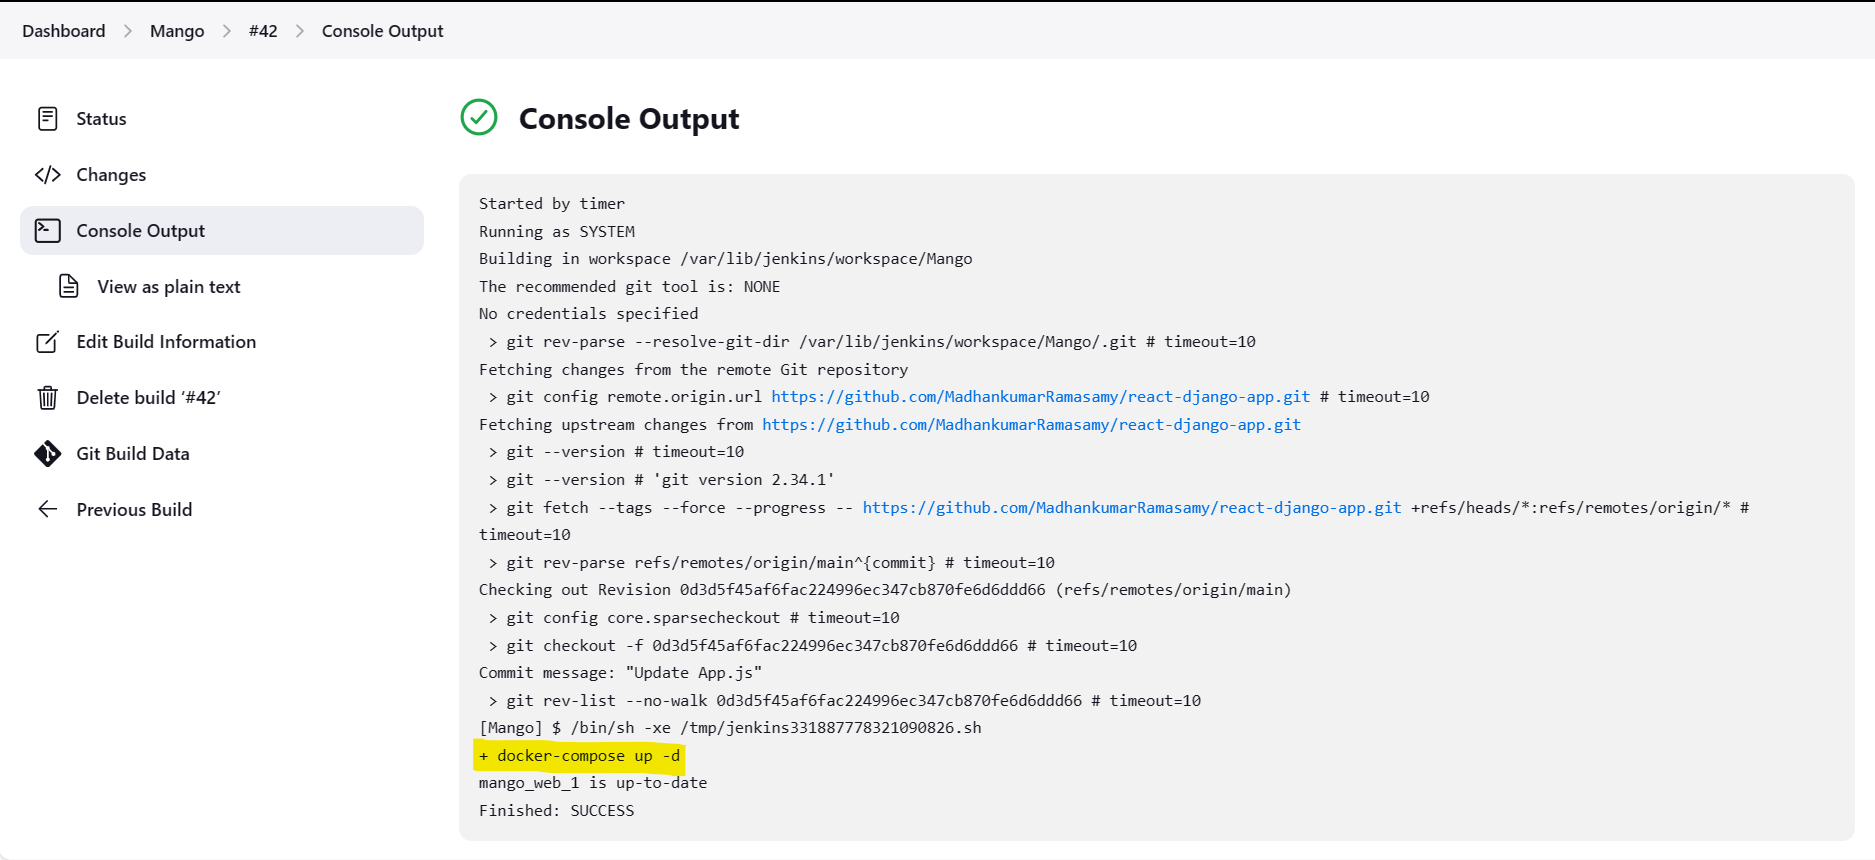 Dashboard > Mango > #42 > Console Output
Status
Changes
Console Output
View as plain text
Edit Build Information
Delete build ‘#42’
Git Build Data
Previous Build
Console Output
Started by timer
Running as SYSTEM
Building in workspace /var/lib/jenkins/workspace/Mango
The recommended git tool is: NONE
No credentials specified
 > git rev-parse --resolve-git-dir /var/lib/jenkins/workspace/Mango/.git # timeout=10
Fetching changes from the remote Git repository
 > git config remote.origin.url https://github.com/MadhankumarRamasamy/react-django-app.git # timeout=10
Fetching upstream changes from https://github.com/MadhankumarRamasamy/react-django-app.git
 > git --version # timeout=10
 > git --version # 'git version 2.34.1'
 > git fetch --tags --force --progress -- https://github.com/MadhankumarRamasamy/react-django-app.git +refs/heads/*:refs/remotes/origin/* #
timeout=10
 > git rev-parse refs/remotes/origin/main^{commit} # timeout=10
Checking out Revision 0d3d5f45af6fac224996ec347cb870fe6d6ddd66 (refs/remotes/origin/main)
 > git config core.sparsecheckout # timeout=10
 > git checkout -f 0d3d5f45af6fac224996ec347cb870fe6d6ddd66 # timeout=10
Commit message: "Update App.js"
 > git rev-list --no-walk 0d3d5f45af6fac224996ec347cb870fe6d6ddd66 # timeout=10
[Mango] $ /bin/sh -xe /tmp/jenkins331887778321090826.sh
+ docker-compose up -d
mango_web_1 is up-to-date
Finished: SUCCESS